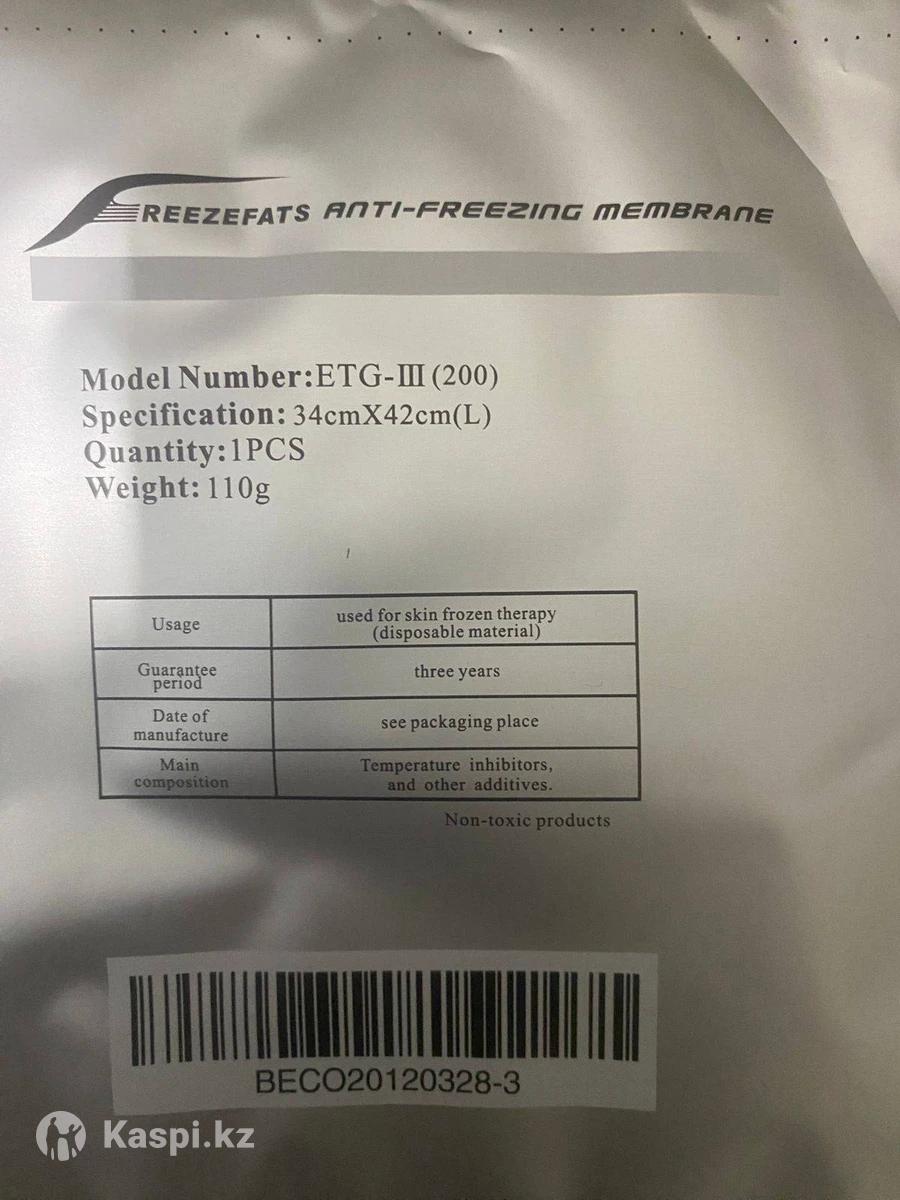 FREEZEFATS ANTI-FREEZING MEMBRANE
Model Number:ETG-III(200)
Specification: 34cmX42cm(L)
Quantity:1PCS
Weight: 110g
Usage
used for skin frozen therapy
(disposable material)
Guarantee
period
three years
Date of
manufacture
see packaging place
Main
composition
Temperature inhibitors,
and other additives.
Non-toxic products
BECO20120328-3
Kaspi.kz